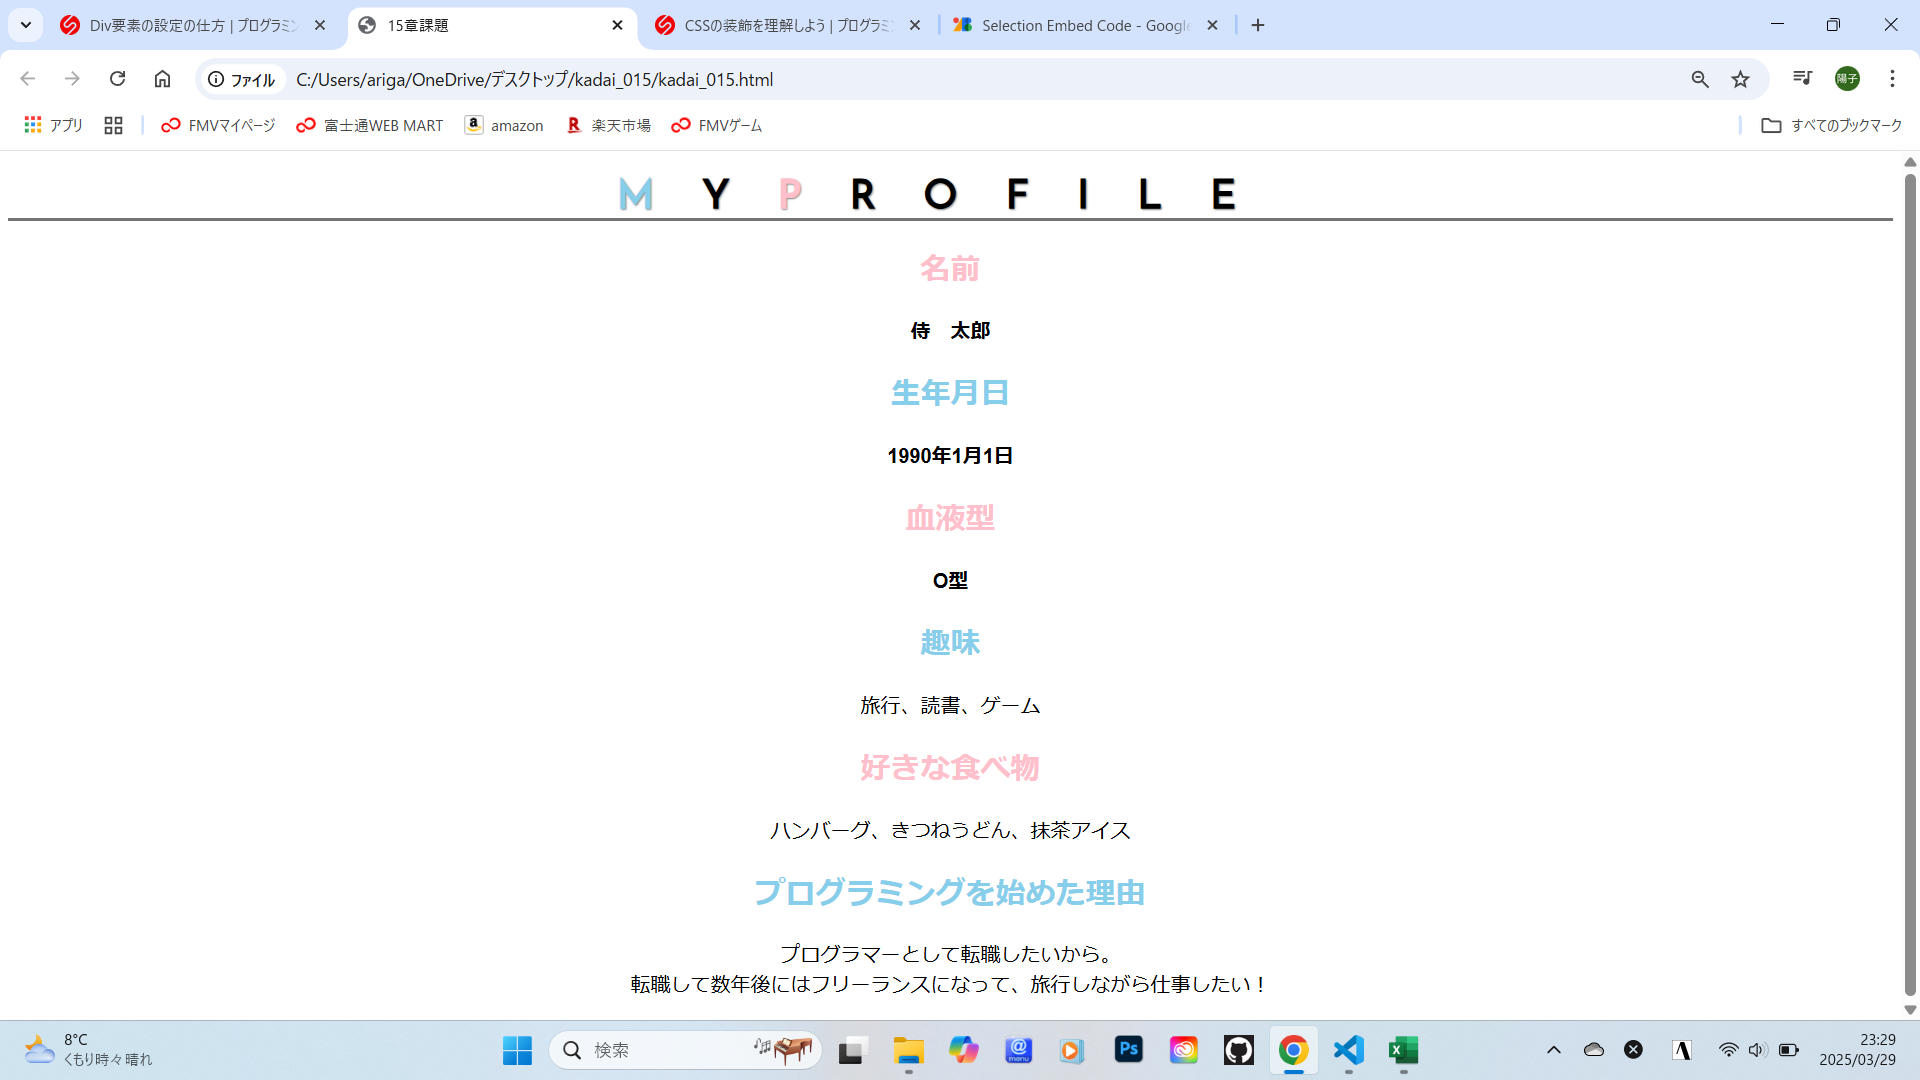 Div要素の設定の仕方 | プログラミン
15章課題
CSSの装飾を理解しよう | プログラミン
Selection Embed Code - Google
ファイル
C:/Users/ariga/OneDrive/デスクトップ/kadai_015/kadai_015.html
陽子
アプリ
FMVマイページ
富士通WEB MART
amazon
楽天市場
FMVゲーム
すべてのブックマーク
M Y P R O F I L E
名前
侍　太郎
生年月日
1990年1月1日
血液型
O型
趣味
旅行、読書、ゲーム
好きな食べ物
ハンバーグ、きつねうどん、抹茶アイス
プログラミングを始めた理由
プログラマーとして転職したいから。
転職して数年後にはフリーランスになって、旅行しながら仕事したい！
8°C
くもり時々晴れ
検索
@menu
Ps
A
23:29
2025/03/29